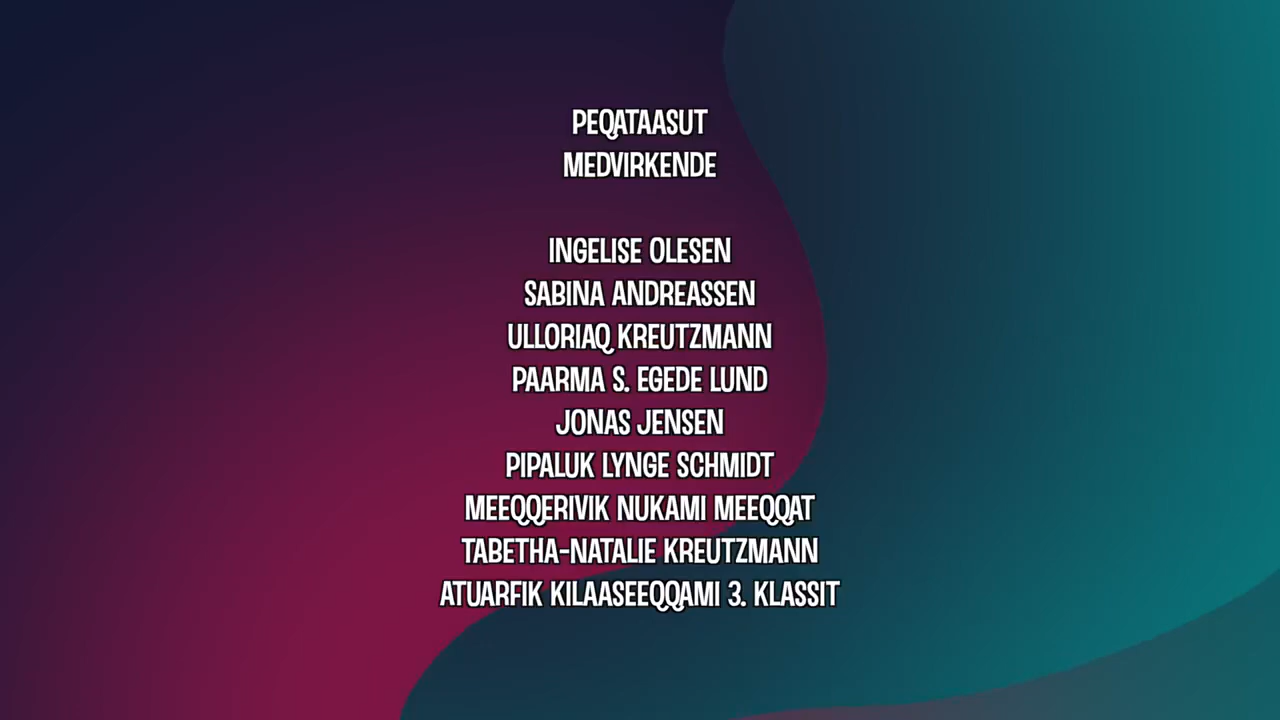 PEQATAASUT
MEDVIRKENDE
INGELISE OLESEN
SABINA ANDREASSEN
ULLORIAQ KREUTZMANN
PAARMA S. EGEDE LUND
JONAS JENSEN
PIPALUK LYNGE SCHMIDT
MEEQQERIVIK NUKAMI MEEQQAT
TABETHA-NATALIE KREUTZMANN
ATUARFIK KILAASEEQQAMI 3. KLASSIT